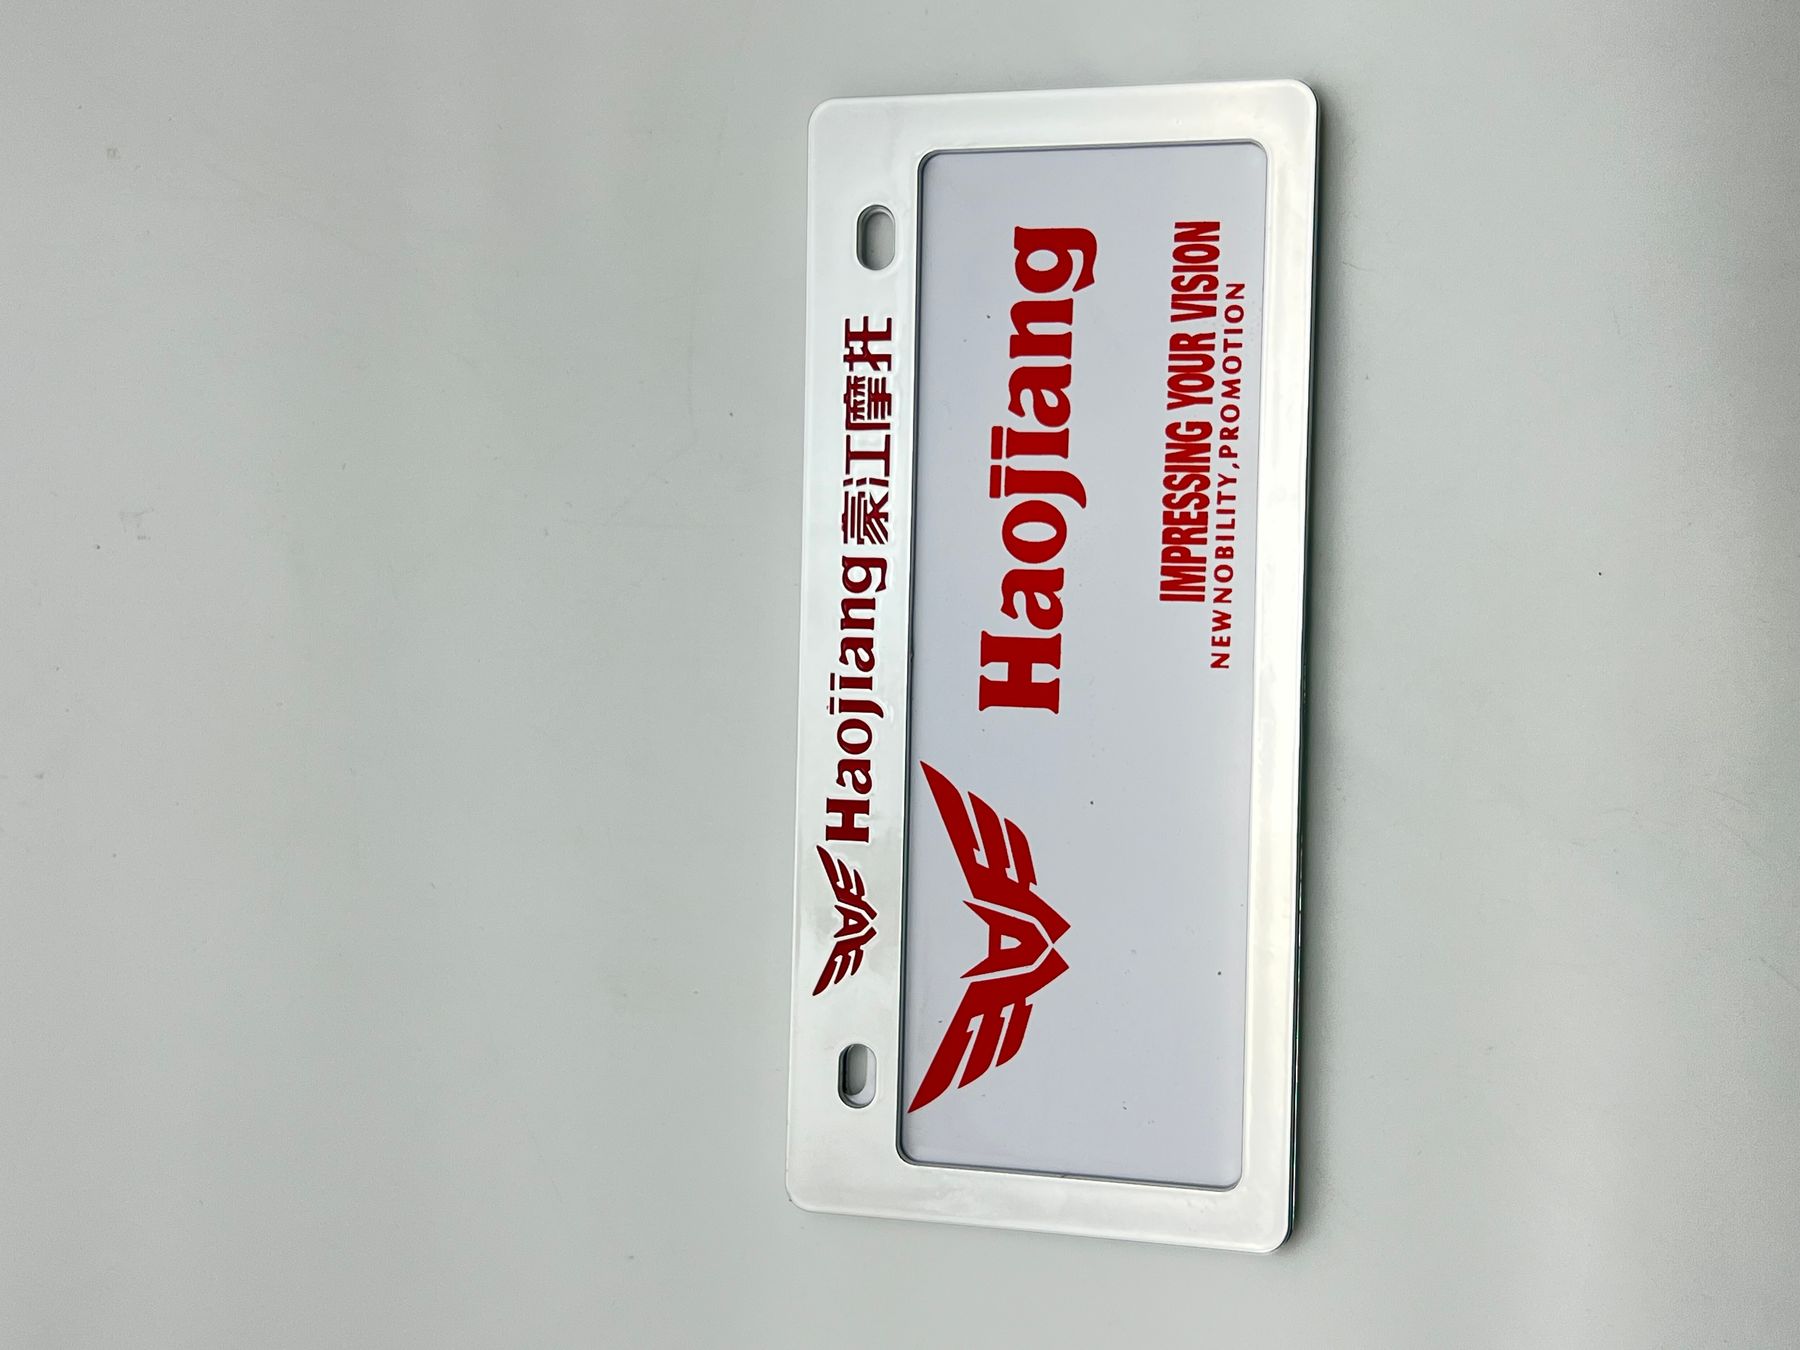 Haojiang 豪江摩托
Haojiang
IMPRESSING YOUR VISION
NEWNOBILITY,PROMOTION